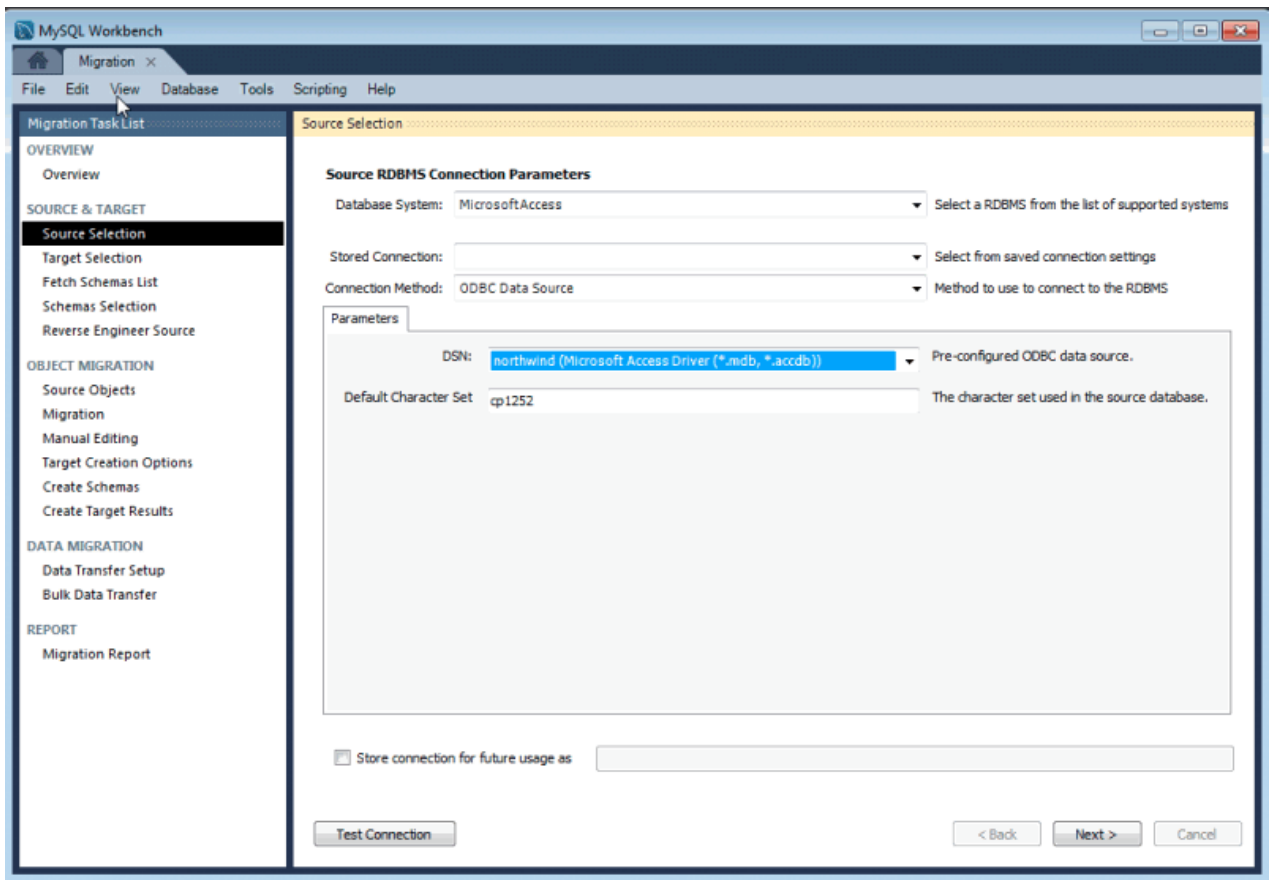 MySQL Workbench
Migration
File Edit View Database Tools Scripting Help
Migration Task List
OVERVIEW
Overview
SOURCE & TARGET
Source Selection
Target Selection
Fetch Schemas List
Schemas Selection
Reverse Engineer Source
OBJECT MIGRATION
Source Objects
Migration
Manual Editing
Target Creation Options
Create Schemas
Create Target Results
DATA MIGRATION
Data Transfer Setup
Bulk Data Transfer
REPORT
Migration Report
Source Selection
Source RDBMS Connection Parameters
Database System: MicrosoftAccess Select a RDBMS from the list of supported systems
Stored Connection: Select from saved connection settings
Connection Method: ODBC Data Source Method to use to connect to the RDBMS
Parameters
DSN: northwind (Microsoft Access Driver (*.mdb, *.accdb)) Pre-configured ODBC data source.
Default Character Set cp1252 The character set used in the source database.
Store connection for future usage as
Test Connection < Back Next > Cancel